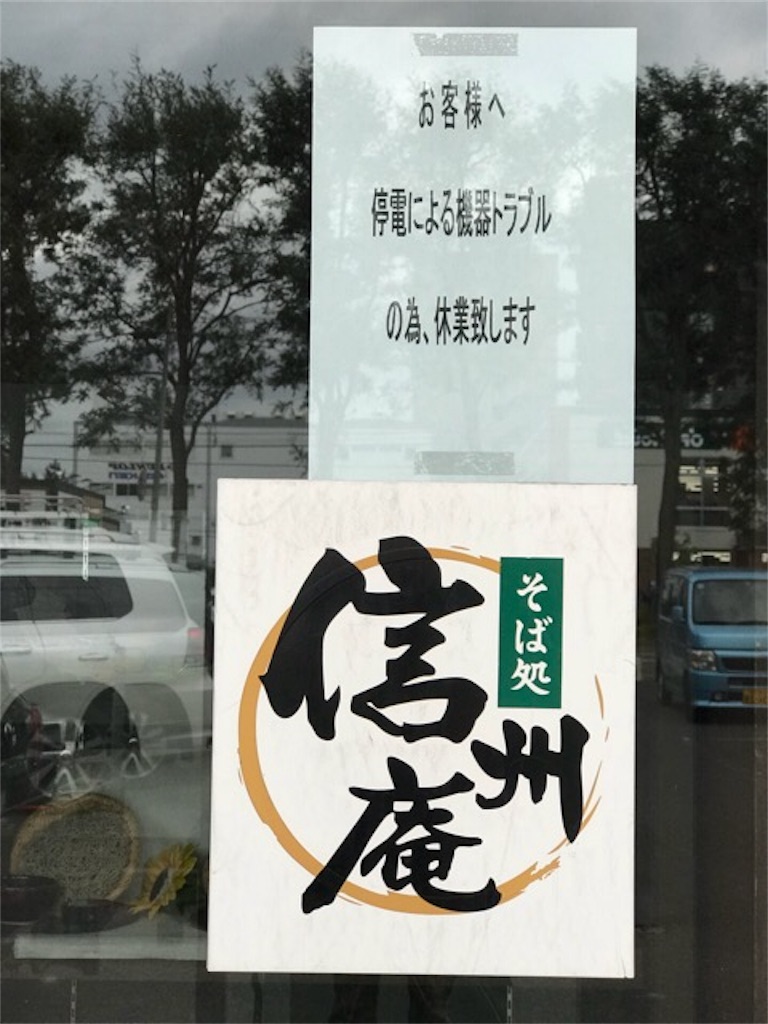 お客様へ
停電による機器トラブル
の為、休業致します
そば処
信州庵